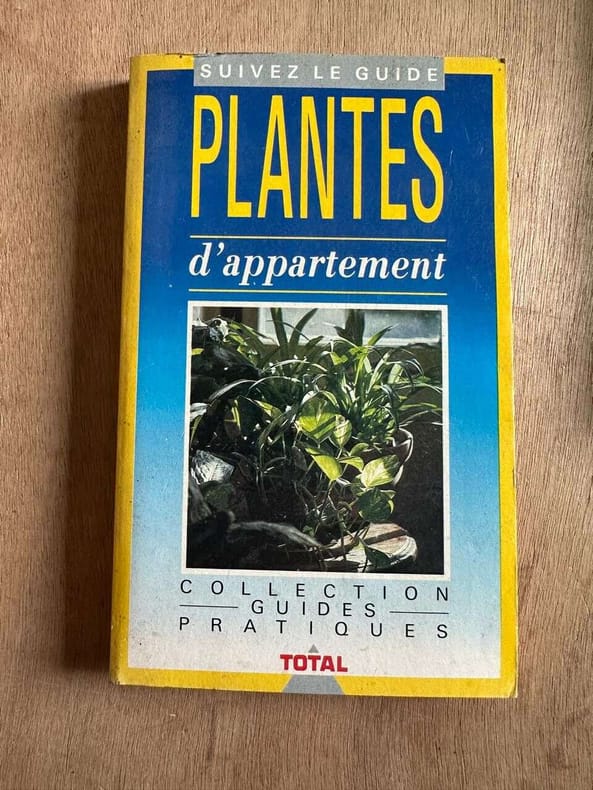 SUIVEZ LE GUIDE
PLANTES
d'appartement
COLLECTION
GUIDES
PRATIQUES
TOTAL